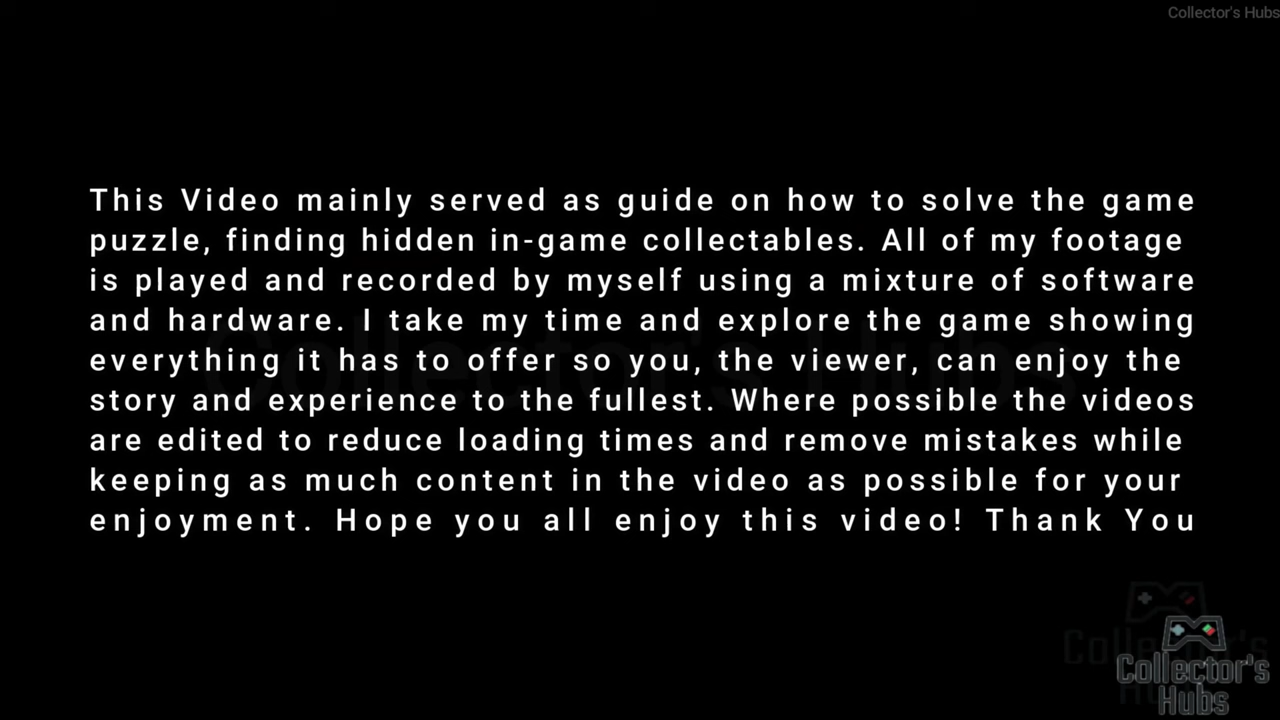 Collector's Hubs
This Video mainly served as guide on how to solve the game
puzzle, finding hidden in-game collectables. All of my footage
is played and recorded by myself using a mixture of software
and hardware. I take my time and explore the game showing
everything it has to offer so you, the viewer, can enjoy the
story and experience to the fullest. Where possible the videos
are edited to reduce loading times and remove mistakes while
keeping as much content in the video as possible for your
enjoyment. Hope you all enjoy this video! Thank You
Collector's Hubs
Collector's
Hubs